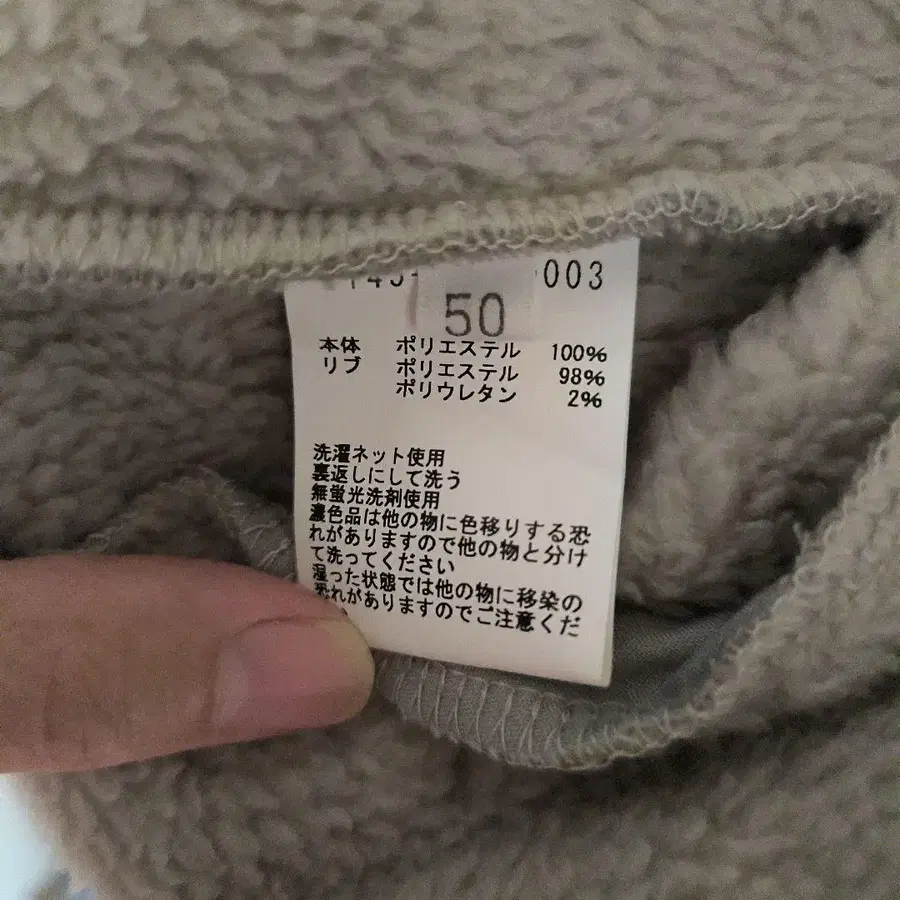 003
50
本体 ポリエステル 100%
リブ ポリエステル 98%
ポリウレタン 2%
洗濯ネット使用
裏返しにして洗う
無蛍光洗剤使用
濃色品は他の物に色移りする恐
れがありますので他の物と分け
て洗ってください
湿った状態では他の物に移染の
恐れがありますのでご注意くだ